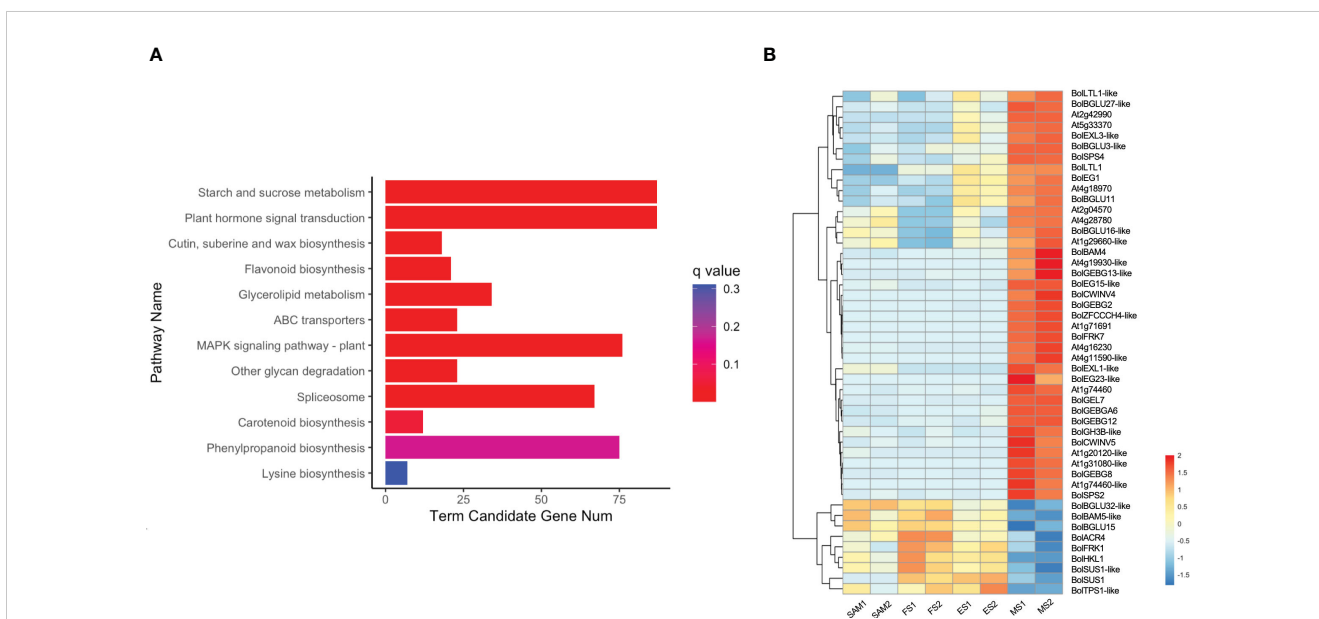 A
Starch and sucrose metabolism
Plant hormone signal transduction
Cutin, suberine and wax biosynthesis
Flavonoid biosynthesis
Glycerolipid metabolism
ABC transporters
MAPK signaling pathway - plant
Other glycan degradation
Spliceosome
Carotenoid biosynthesis
Phenylpropanoid biosynthesis
Lysine biosynthesis
Pathway Name
0 25 50 75
Term Candidate Gene Num
q value
0.3
0.2
0.1
B
BolLTL1-like
BolBGLU27-like
At2g42990
At5g33370
BolEXL3-like
BolBGLU3-like
BolSPS4
BolLTL1
BolEG1
At4g18970
BolBGLU11
At2g04570
At4g28780
BolBGLU16-like
At1g29660-like
BolBAM4
At4g19930-like
BolGEBG13-like
BolEG15-like
BolCWINV4
BolGEBG2
BolZFCCCH4-like
At1g71691
BolFRK7
At4g16230
At4g11590-like
BolEXL1-like
BolEG23-like
At1g74460
BolGEL7
BolGEBGA6
BolGEBG12
BolGH3B-like
BolCWINV5
At1g20120-like
At1g31080-like
BolGEBG8
At1g74460-like
BolSPS2
BolBGLU32-like
BolBAM5-like
BolBGLU15
BolACR4
BolFRK1
BolHKL1
BolSUS1-like
BolSUS1
BolTPS1-like
SAM1 SAM2 FS1 FS2 ES1 ES2 MS1 MS2
2
1.5
1
0.5
0
-0.5
-1
-1.5